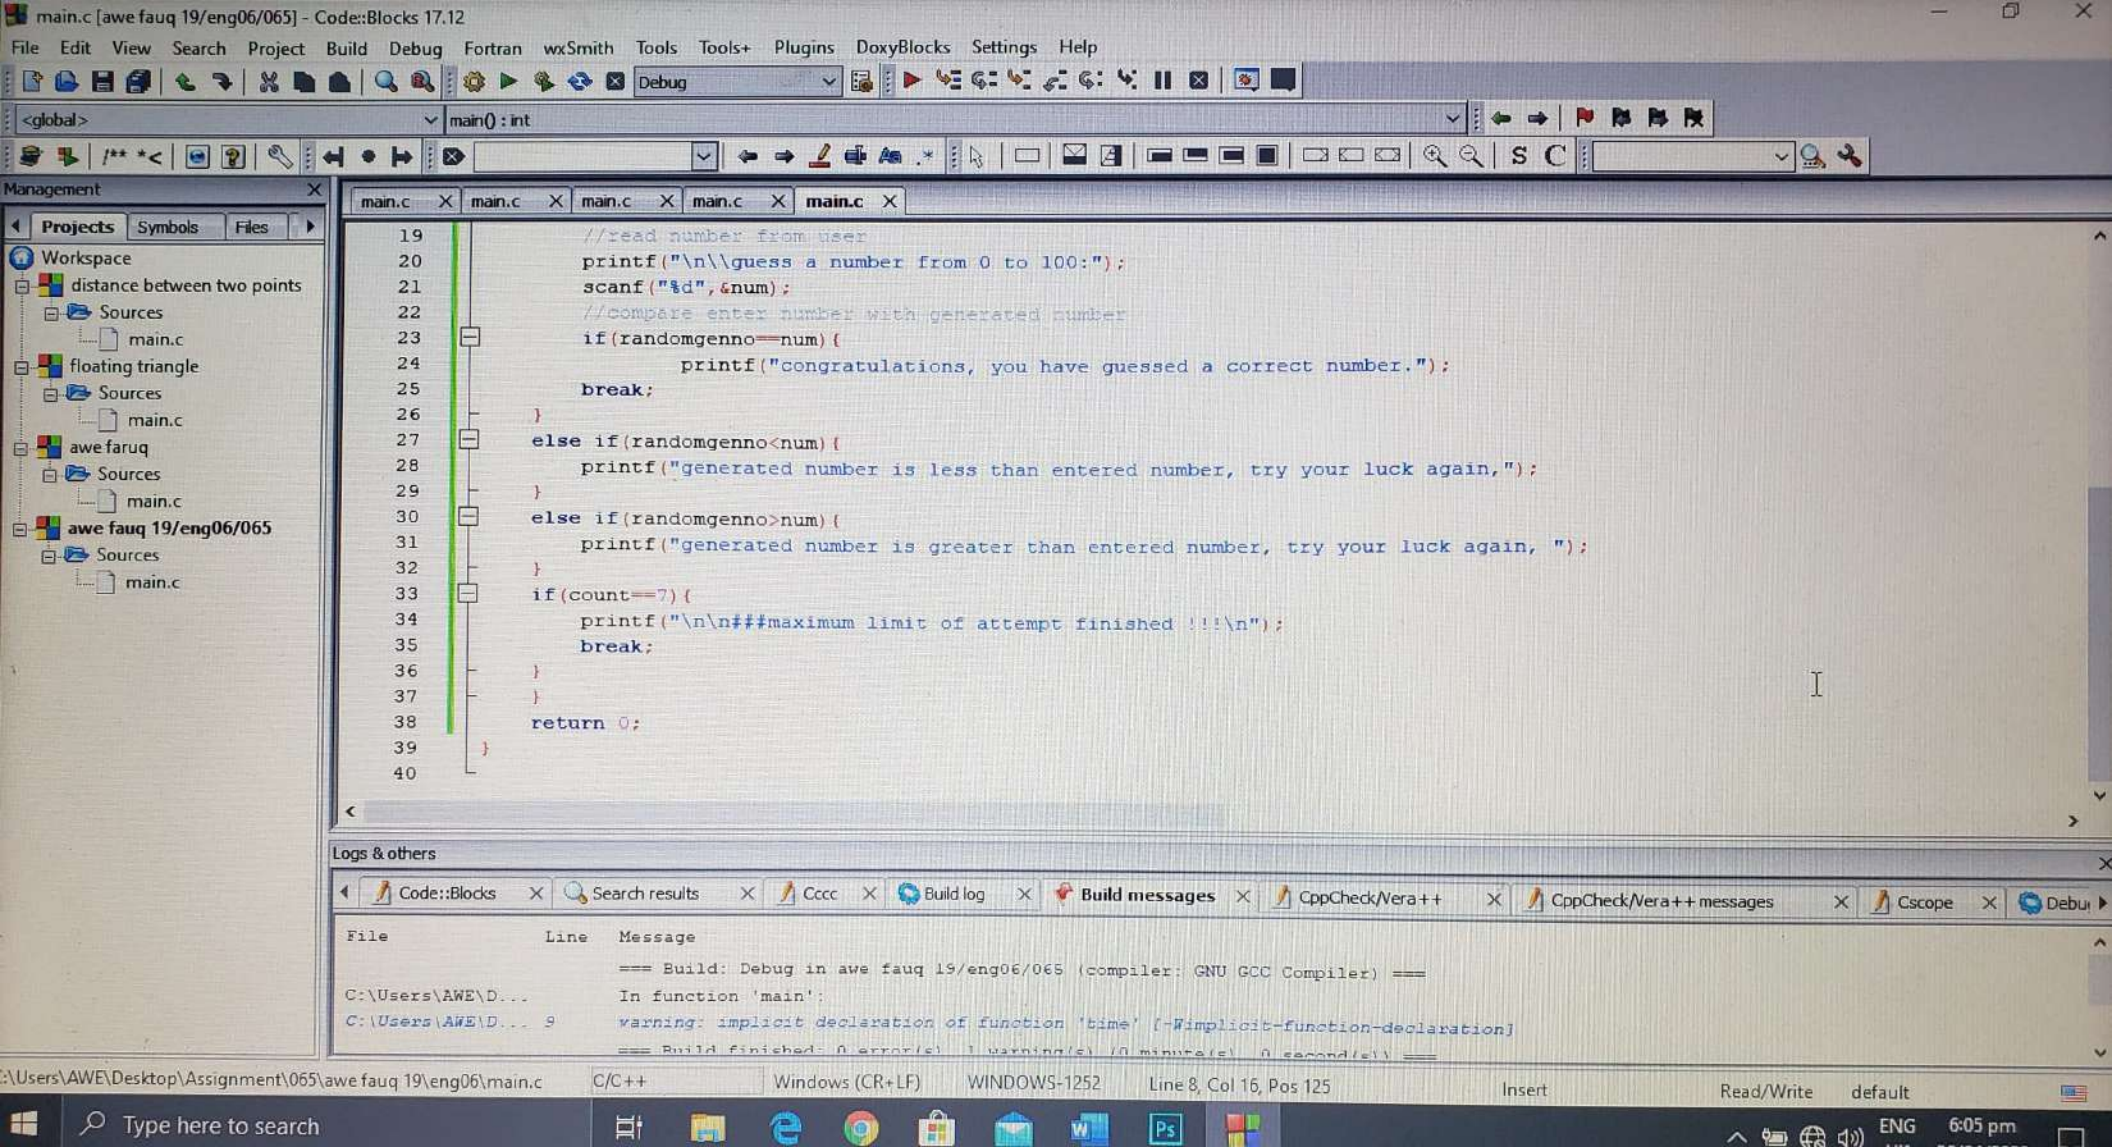 main.c [awe fauq 19/eng06/065] - Code::Blocks 17.12
File Edit View Search Project Build Debug Fortran wxSmith Tools Tools+ Plugins DoxyBlocks Settings Help
Debug
<global> main() : int
/** *< .* S C
Management
main.c main.c main.c main.c main.c
Projects Symbols Files
Workspace
distance between two points
Sources
main.c
floating triangle
Sources
main.c
awe faruq
Sources
main.c
awe fauq 19/eng06/065
Sources
main.c
19 //read number from user
20 printf("\n\\guess a number from 0 to 100:");
21 scanf("%d",&num);
22 //compare enter number with generated number
23 if(randomgenno==num){
24 printf("congratulations, you have guessed a correct number.");
25 break;
26 }
27 else if(randomgenno<num){
28 printf("generated number is less than entered number, try your luck again,");
29 }
30 else if(randomgenno>num){
31 printf("generated number is greater than entered number, try your luck again, ");
32 }
33 if(count==7){
34 printf("\n\n###maximum limit of attempt finished !!!\n");
35 break;
36 }
37 }
38 return 0;
39 }
40
Logs & others
Code::Blocks Search results Cccc Build log Build messages CppCheck/Vera++ CppCheck/Vera++ messages Cscope
File Line Message
=== Build: Debug in awe fauq 19/eng06/065 (compiler: GNU GCC Compiler) ===
C:\Users\AWE\D... In function 'main':
C:\Users\AWE\D... 9 warning: implicit declaration of function 'time' [-Wimplicit-function-declaration]
=== Build finished: 0 error(s), 1 warning(s) (0 minute(s), 0 second(s)) ===
:\Users\AWE\Desktop\Assignment\065\awe fauq 19\eng06\main.c C/C++ Windows (CR+LF) WINDOWS-1252 Line 8, Col 16, Pos 125 Insert Read/Write default
Type here to search
W Ps
ENG 6:05 pm